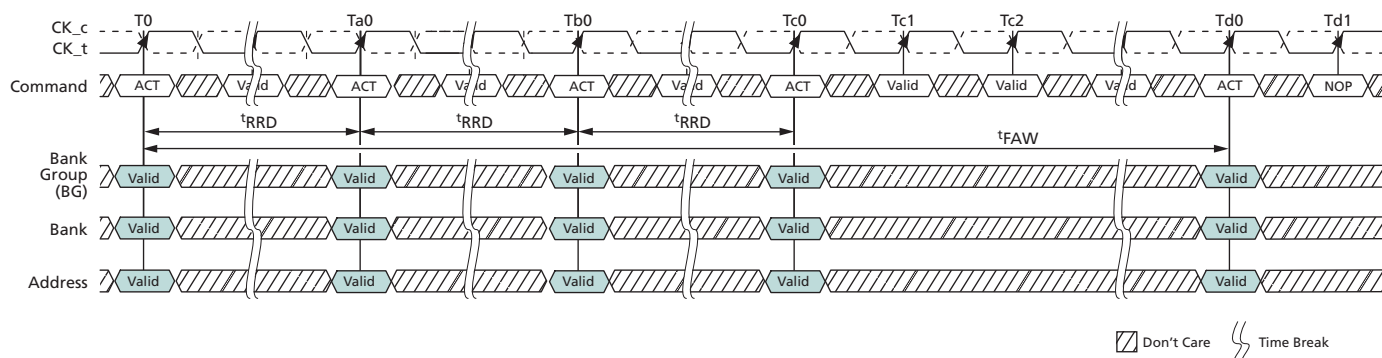 T0 Ta0 Tb0 Tc0 Tc1 Tc2 Td0 Td1
CK_c
CK_t
Command ACT Valid ACT Valid ACT Valid ACT Valid Valid Valid ACT NOP
tRRD tRRD tRRD
tFAW
Bank
Group
(BG)
Valid Valid Valid Valid Valid
Bank Valid Valid Valid Valid Valid
Address Valid Valid Valid Valid Valid
Don't Care Time Break